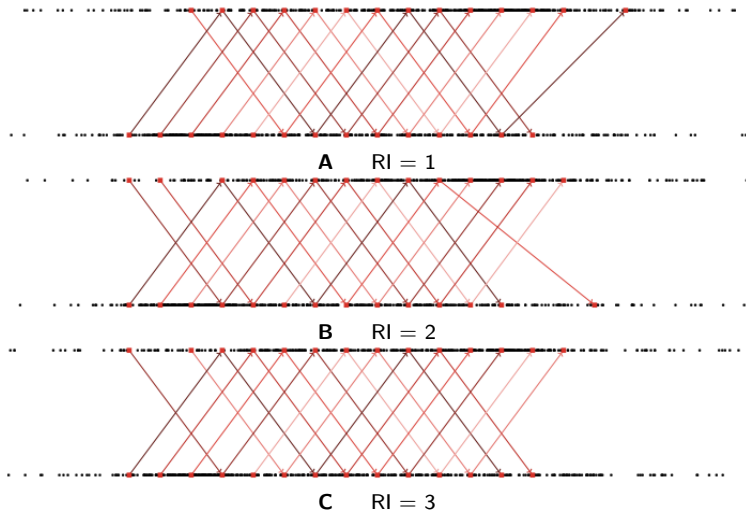 A RI = 1
B RI = 2
C RI = 3